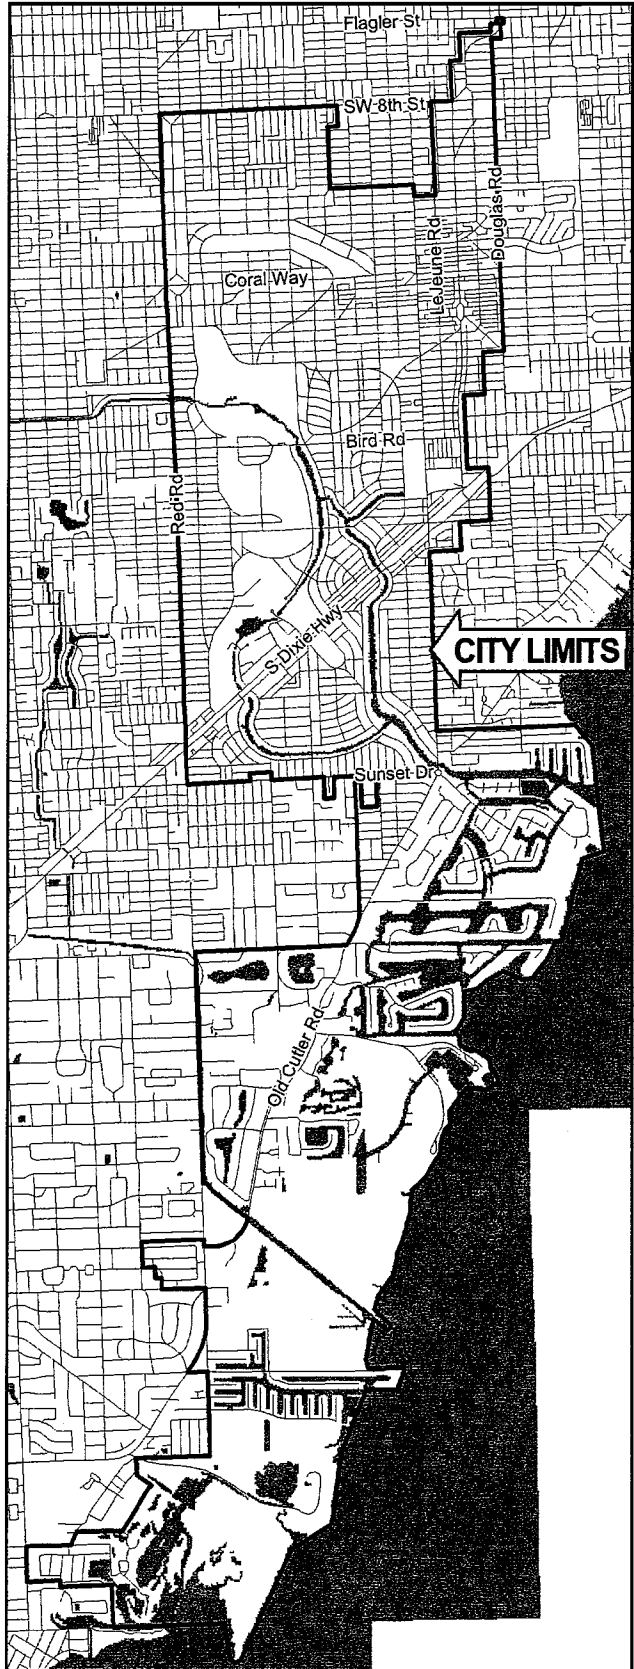 Flagler St
SW 8th St
Douglas Rd
LeJeune Rd
Coral Way
Bird Rd
Red Rd
S Dixie Hwy
CITY LIMITS
Sunset Dr
Old Cutler Rd